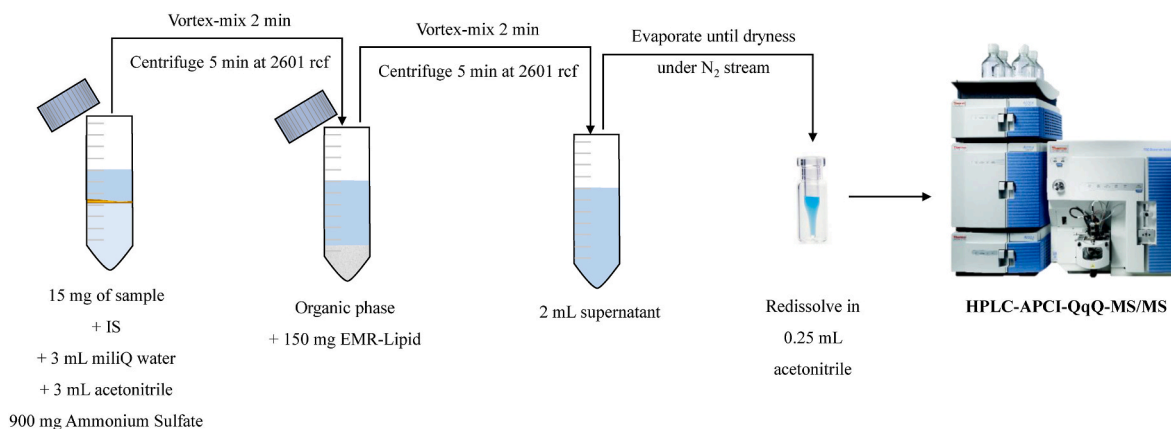 Vortex-mix 2 min
Centrifuge 5 min at 2601 rcf
Vortex-mix 2 min
Centrifuge 5 min at 2601 rcf
Evaporate until dryness
under N₂ stream
15 mg of sample
+ IS
+ 3 mL miliQ water
+ 3 mL acetonitrile
900 mg Ammonium Sulfate
Organic phase
+ 150 mg EMR-Lipid
2 mL supernatant
Redissolve in
0.25 mL
acetonitrile
HPLC-APCI-QqQ-MS/MS